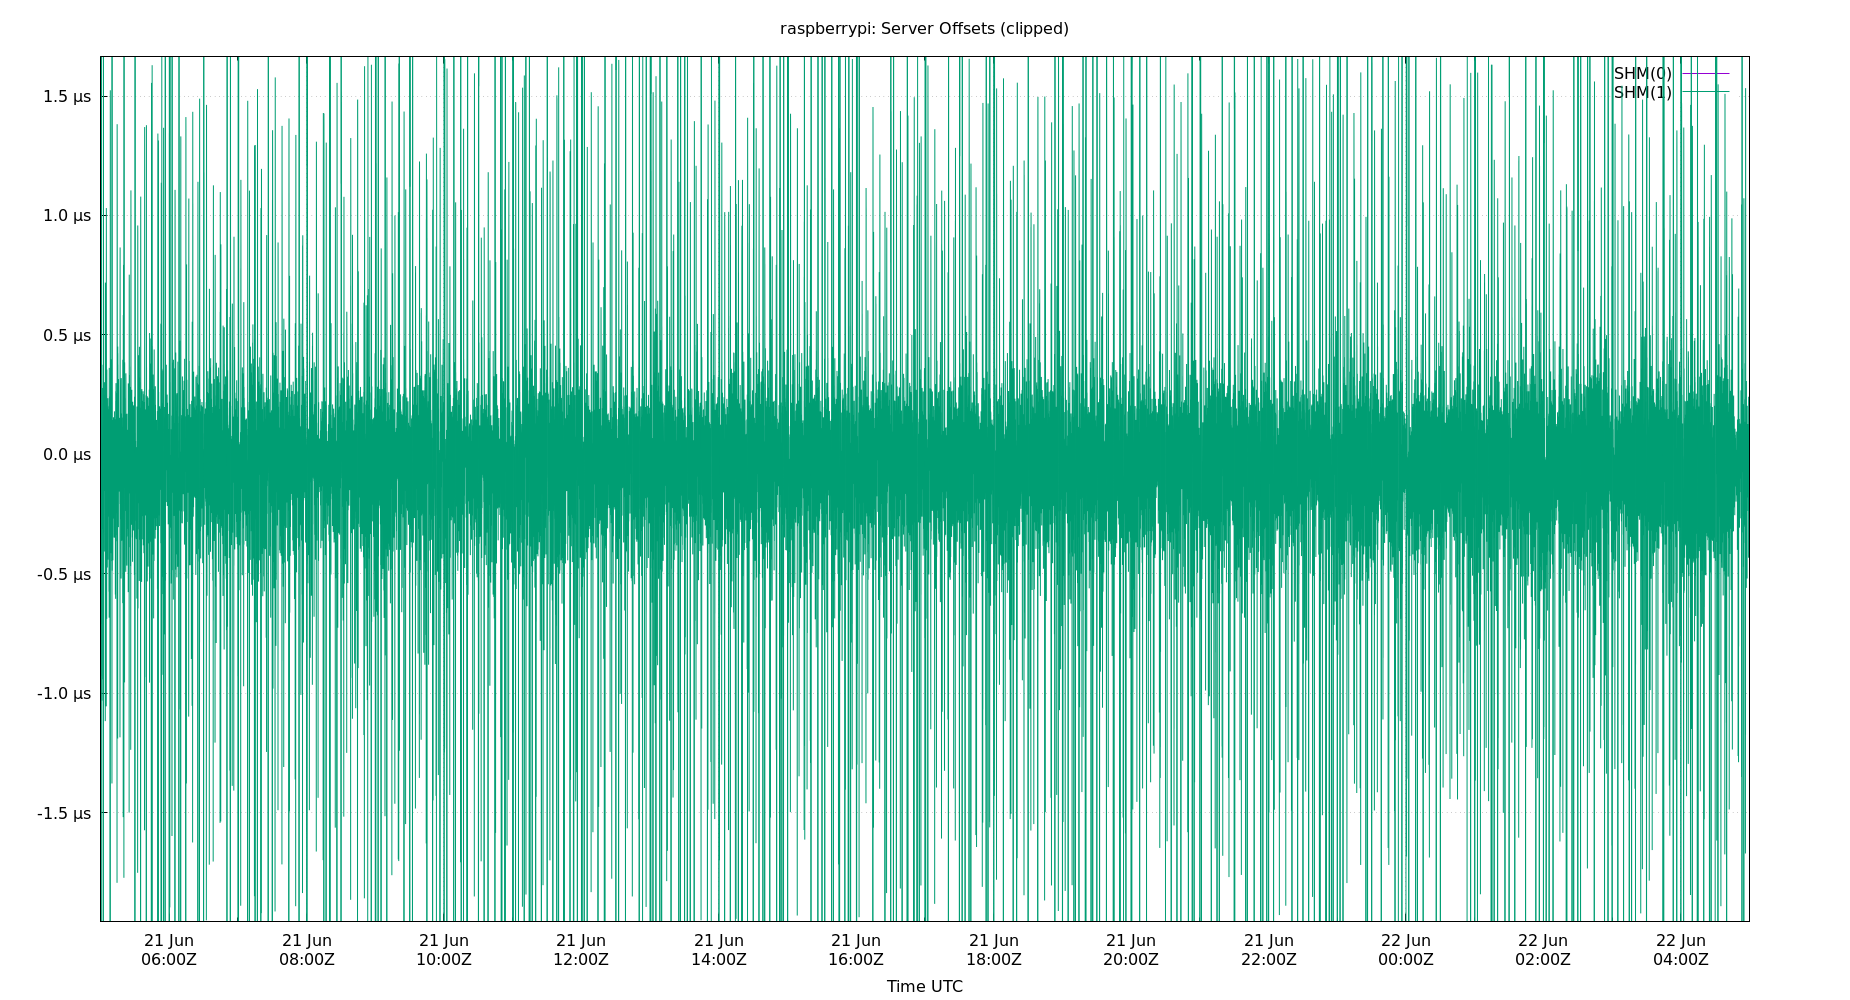 raspberrypi: Server Offsets (clipped)
SHM(0)
SHM(1)
1.5 µs
1.0 µs
0.5 µs
0.0 µs
-0.5 µs
-1.0 µs
-1.5 µs
21 Jun 21 Jun 21 Jun 21 Jun 21 Jun 21 Jun 21 Jun 21 Jun 21 Jun 22 Jun 22 Jun 22 Jun
06:00Z 08:00Z 10:00Z 12:00Z 14:00Z 16:00Z 18:00Z 20:00Z 22:00Z 00:00Z 02:00Z 04:00Z
Time UTC